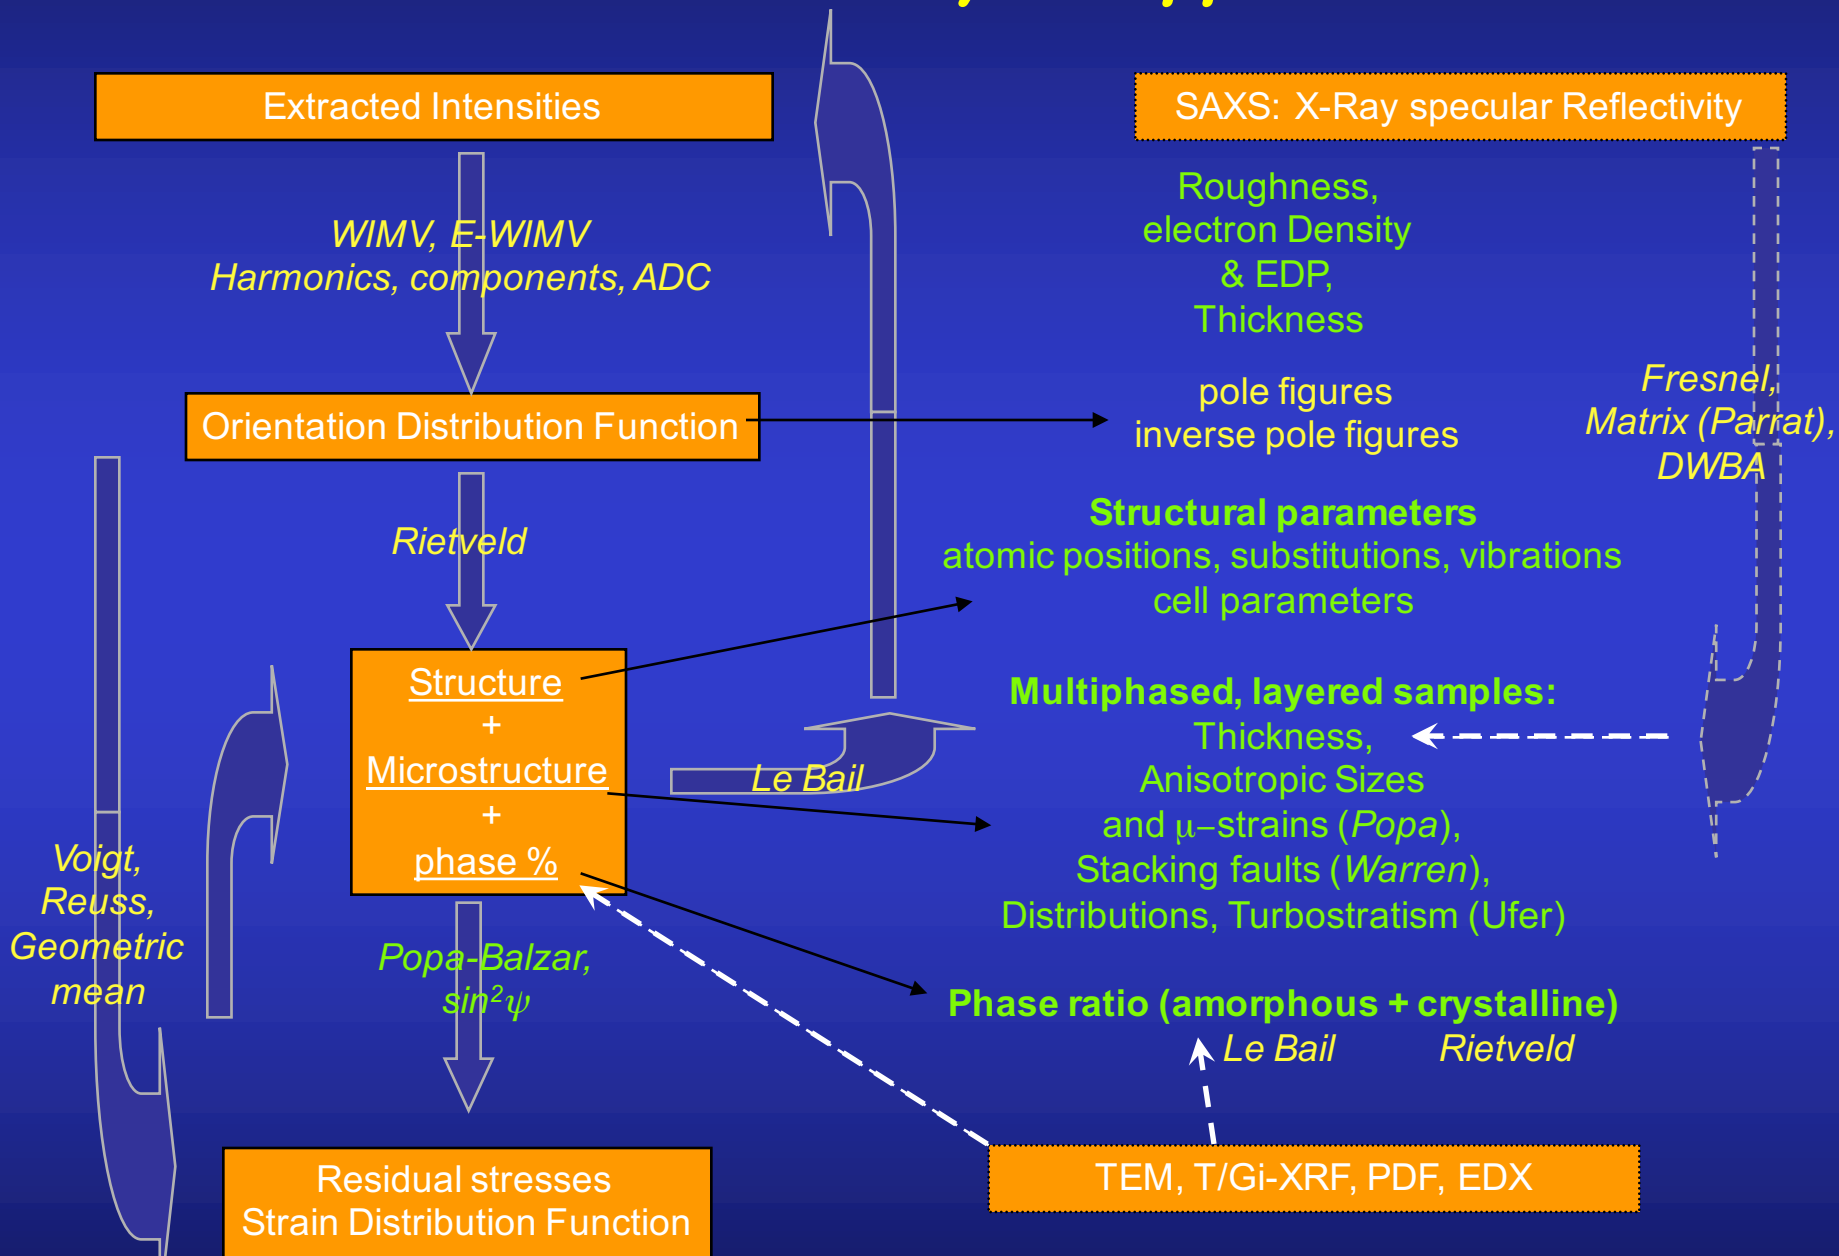 Extracted Intensities
SAXS: X-Ray specular Reflectivity
WIMV, E-WIMV
Harmonics, components, ADC
Roughness,
electron Density
& EDP,
Thickness
Orientation Distribution Function
pole figures
inverse pole figures
Fresnel,
Matrix (Parrat),
DWBA
Rietveld
Structural parameters
atomic positions, substitutions, vibrations
cell parameters
Structure
+
Microstructure
+
phase %
Le Bail
Multiphased, layered samples:
Thickness,
Anisotropic Sizes
and μ–strains (Popa),
Stacking faults (Warren),
Distributions, Turbostratism (Ufer)
Voigt,
Reuss,
Geometric
mean
Popa-Balzar,
sin²ψ
Phase ratio (amorphous + crystalline)
Le Bail Rietveld
Residual stresses
Strain Distribution Function
TEM, T/Gi-XRF, PDF, EDX